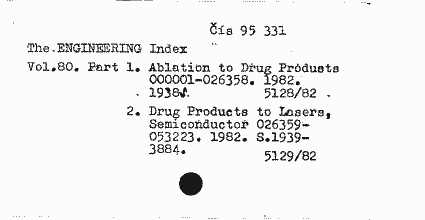 Čís 95 331
The ENGINEERING Index
Vol.80. Part 1. Ablation to Drug Products
000001-026358. 1982.
1938. 5128/82
2. Drug Products to Lasers,
Semiconductor 026359-
053223. 1982. S.1939-
3884. 5129/82